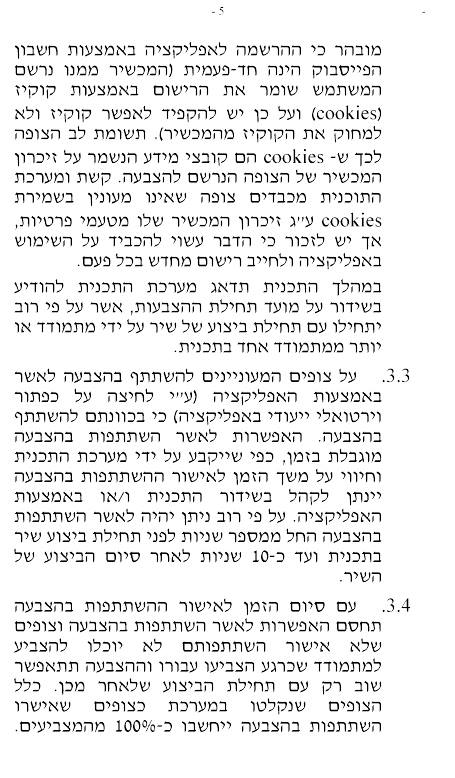 - 5 -
מובהר כי ההרשמה לאפליקציה באמצעות חשבון
הפייסבוק הינה חד-פעמית (המכשיר ממנו נרשם
המשתמש שומר את הרישום באמצעות קוקיז
(cookies) ועל כן יש להקפיד לאפשר קוקיז ולא
למחוק את הקוקיז מהמכשיר). תשומת לב הצופה
לכך ש- cookies הם קובצי מידע הנשמר על זיכרון
המכשיר של הצופה הנרשם להצבעה. קשת ומערכת
התוכנית מכבדים צופה שאינו מעונין בשמירת
cookies ע״ג זיכרון המכשיר שלו מטעמי פרטיות,
אך יש לזכור כי הדבר עשוי להכביד על השימוש
באפליקציה ולחייב רישום מחדש בכל פעם.
במהלך התכנית תדאג מערכת התכנית להודיע
בשידור על מועד תחילת ההצבעות, אשר על פי רוב
יתחילו עם תחילת ביצוע של שיר על ידי מתמודד או
יותר ממתמודד אחד בתכנית.
3.3. על צופים המעוניינים להשתתף בהצבעה לאשר
באמצעות האפליקציה (ע״י לחיצה על כפתור
וירטואלי ייעודי באפליקציה) כי בכוונתם להשתתף
בהצבעה. האפשרות לאשר השתתפות בהצבעה
מוגבלת בזמן, כפי שייקבע על ידי מערכת התכנית
וחיווי על משך הזמן לאישור ההשתתפות בהצבעה
יינתן לקהל בשידור התכנית ו/או באמצעות
האפליקציה. על פי רוב ניתן יהיה לאשר השתתפות
בהצבעה החל ממספר שניות לפני תחילת ביצוע שיר
בתכנית ועד כ-10 שניות לאחר סיום הביצוע של
השיר.
3.4. עם סיום הזמן לאישור ההשתתפות בהצבעה
תחסם האפשרות לאשר השתתפות בהצבעה וצופים
שלא אישור השתתפותם לא יוכלו להצביע
למתמודד שכרגע הצביעו עבורו וההצבעה תתאפשר
שוב רק עם תחילת הביצוע שלאחר מכן. כלל
הצופים שנקלטו במערכת כצופים שאישרו
השתתפות בהצבעה ייחשבו כ-100% מהמצביעים.